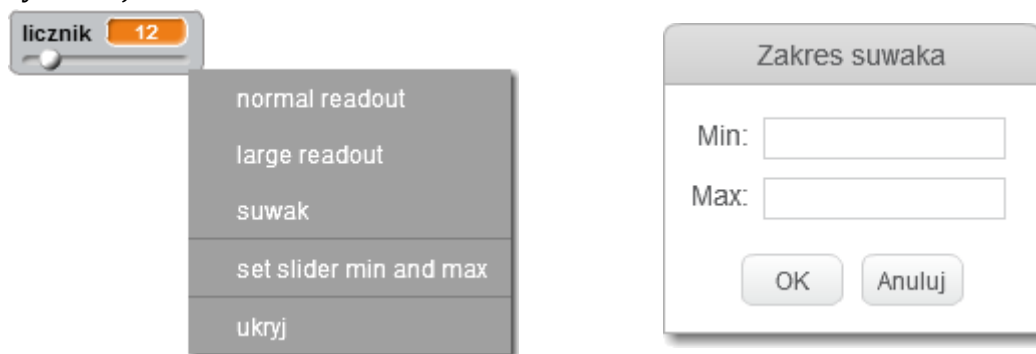 licznik 12
normal readout
large readout
suwak
set slider min and max
ukryj
Zakres suwaka
Min:
Max:
OK Anuluj